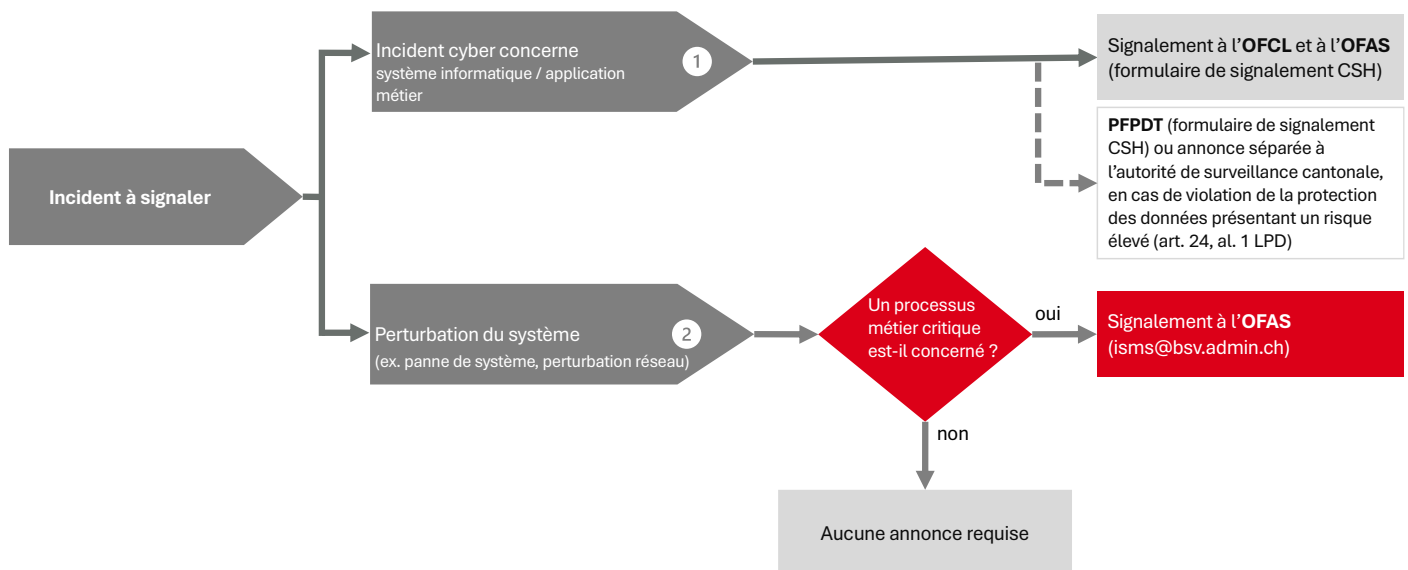 Incident à signaler
Incident cyber concerne
système informatique / application
métier
1
Signalement à l’OFCL et à l’OFAS
(formulaire de signalement CSH)
PFPDT (formulaire de signalement
CSH) ou annonce séparée à
l’autorité de surveillance cantonale,
en cas de violation de la protection
des données présentant un risque
élevé (art. 24, al. 1 LPD)
Perturbation du système
(ex. panne de système, perturbation réseau)
2
Un processus
métier critique
est-il concerné ?
oui
Signalement à l’OFAS
(isms@bsv.admin.ch)
non
Aucune annonce requise